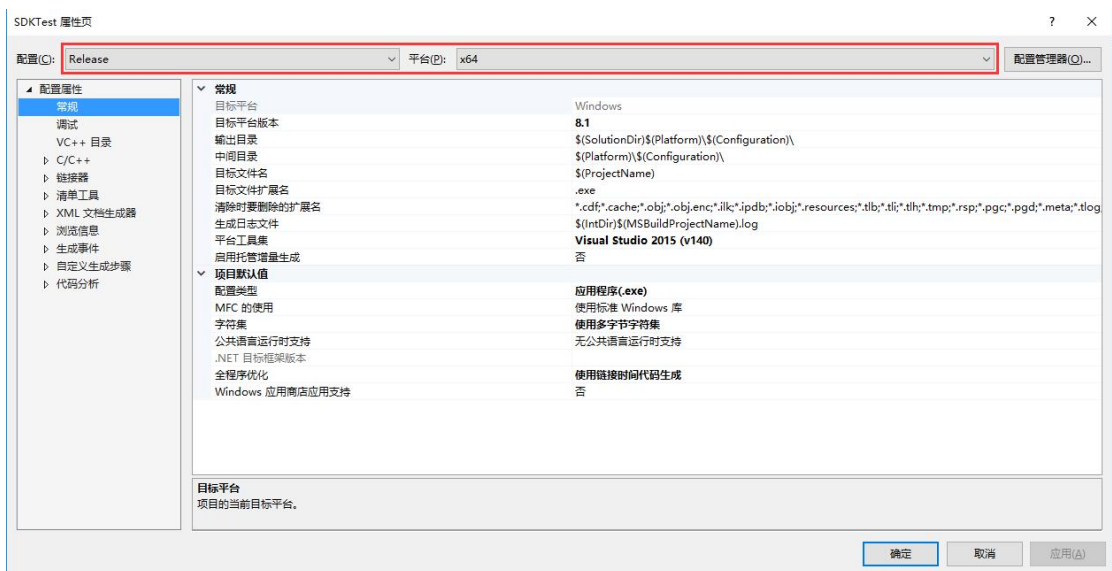 SDKTest 属性页
配置(C): Release 平台(P): x64 配置管理器(O)...
配置属性
常规
调试
VC++ 目录
C/C++
链接器
清单工具
XML 文档生成器
浏览信息
生成事件
自定义生成步骤
代码分析
常规
目标平台 Windows
目标平台版本 8.1
输出目录 $(SolutionDir)$(Platform)\$(Configuration)\
中间目录 $(Platform)\$(Configuration)\
目标文件名 $(ProjectName)
目标文件扩展名 .exe
清除时要删除的扩展名 *.cdf;*.cache;*.obj;*.obj.enc;*.ilk;*.ipdb;*.iobj;*.resources;*.tlb;*.tli;*.tlh;*.tmp;*.rsp;*.pgc;*.pgd;*.meta;*.tlog
生成日志文件 $(IntDir)$(MSBuildProjectName).log
平台工具集 Visual Studio 2015 (v140)
启用托管增量生成 否
项目默认值
配置类型 应用程序(.exe)
MFC 的使用 使用标准 Windows 库
字符集 使用多字节字符集
公共语言运行时支持 无公共语言运行时支持
.NET 目标框架版本
全程序优化 使用链接时间代码生成
Windows 应用商店应用支持 否
目标平台
项目的当前目标平台。
确定 取消 应用(A)